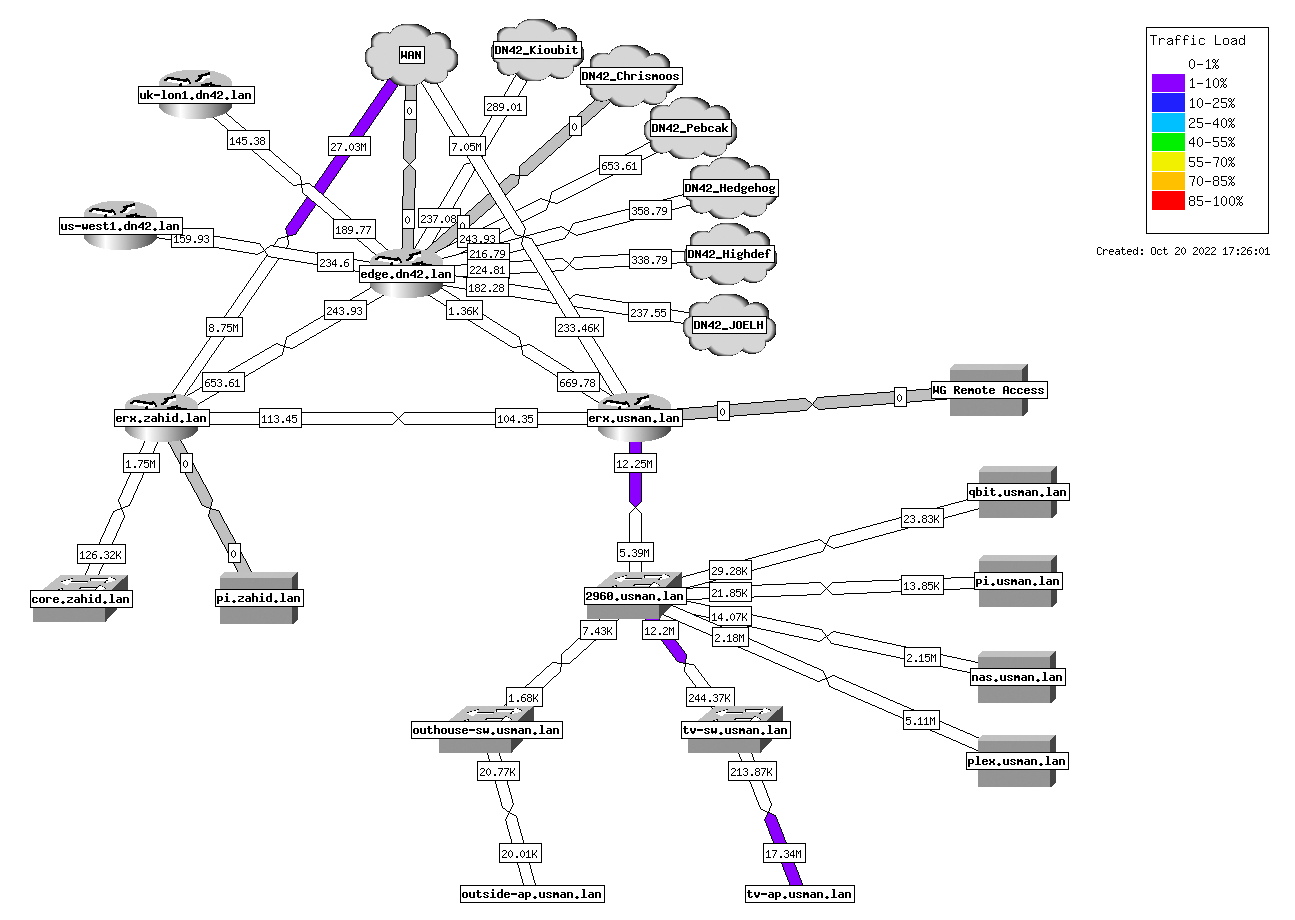 Traffic Load
0-1%
1-10%
10-25%
25-40%
40-55%
55-70%
70-85%
85-100%
Created: Oct 20 2022 17:26:01
WAN
DN42_Kioubit
DN42_Chrismoos
uk-lon1.dn42.lan
289.01
0
0
DN42_Pebcak
145.38
27.03M
7.05M
653.61
DN42_Hedgehog
358.79
us-west1.dn42.lan
159.93
189.77
0
237.08
0
243.93
216.79
DN42_Highdef
338.79
234.6
edge.dn42.lan
224.81
182.28
243.93
1.36K
237.55
DN42_JOELH
8.75M
233.46K
653.61
669.78
WG Remote Access
0
0
erx.zahid.lan
113.45
104.35
erx.usman.lan
1.75M
0
12.25M
qbit.usman.lan
23.83K
126.32K
0
5.39M
29.28K
pi.usman.lan
13.85K
21.85K
core.zahid.lan
pi.zahid.lan
2960.usman.lan
14.07K
7.43K
12.2M
2.18M
2.15M
nas.usman.lan
1.68K
244.37K
5.11M
outhouse-sw.usman.lan
tv-sw.usman.lan
plex.usman.lan
20.77K
213.87K
20.01K
17.34M
outside-ap.usman.lan
tv-ap.usman.lan